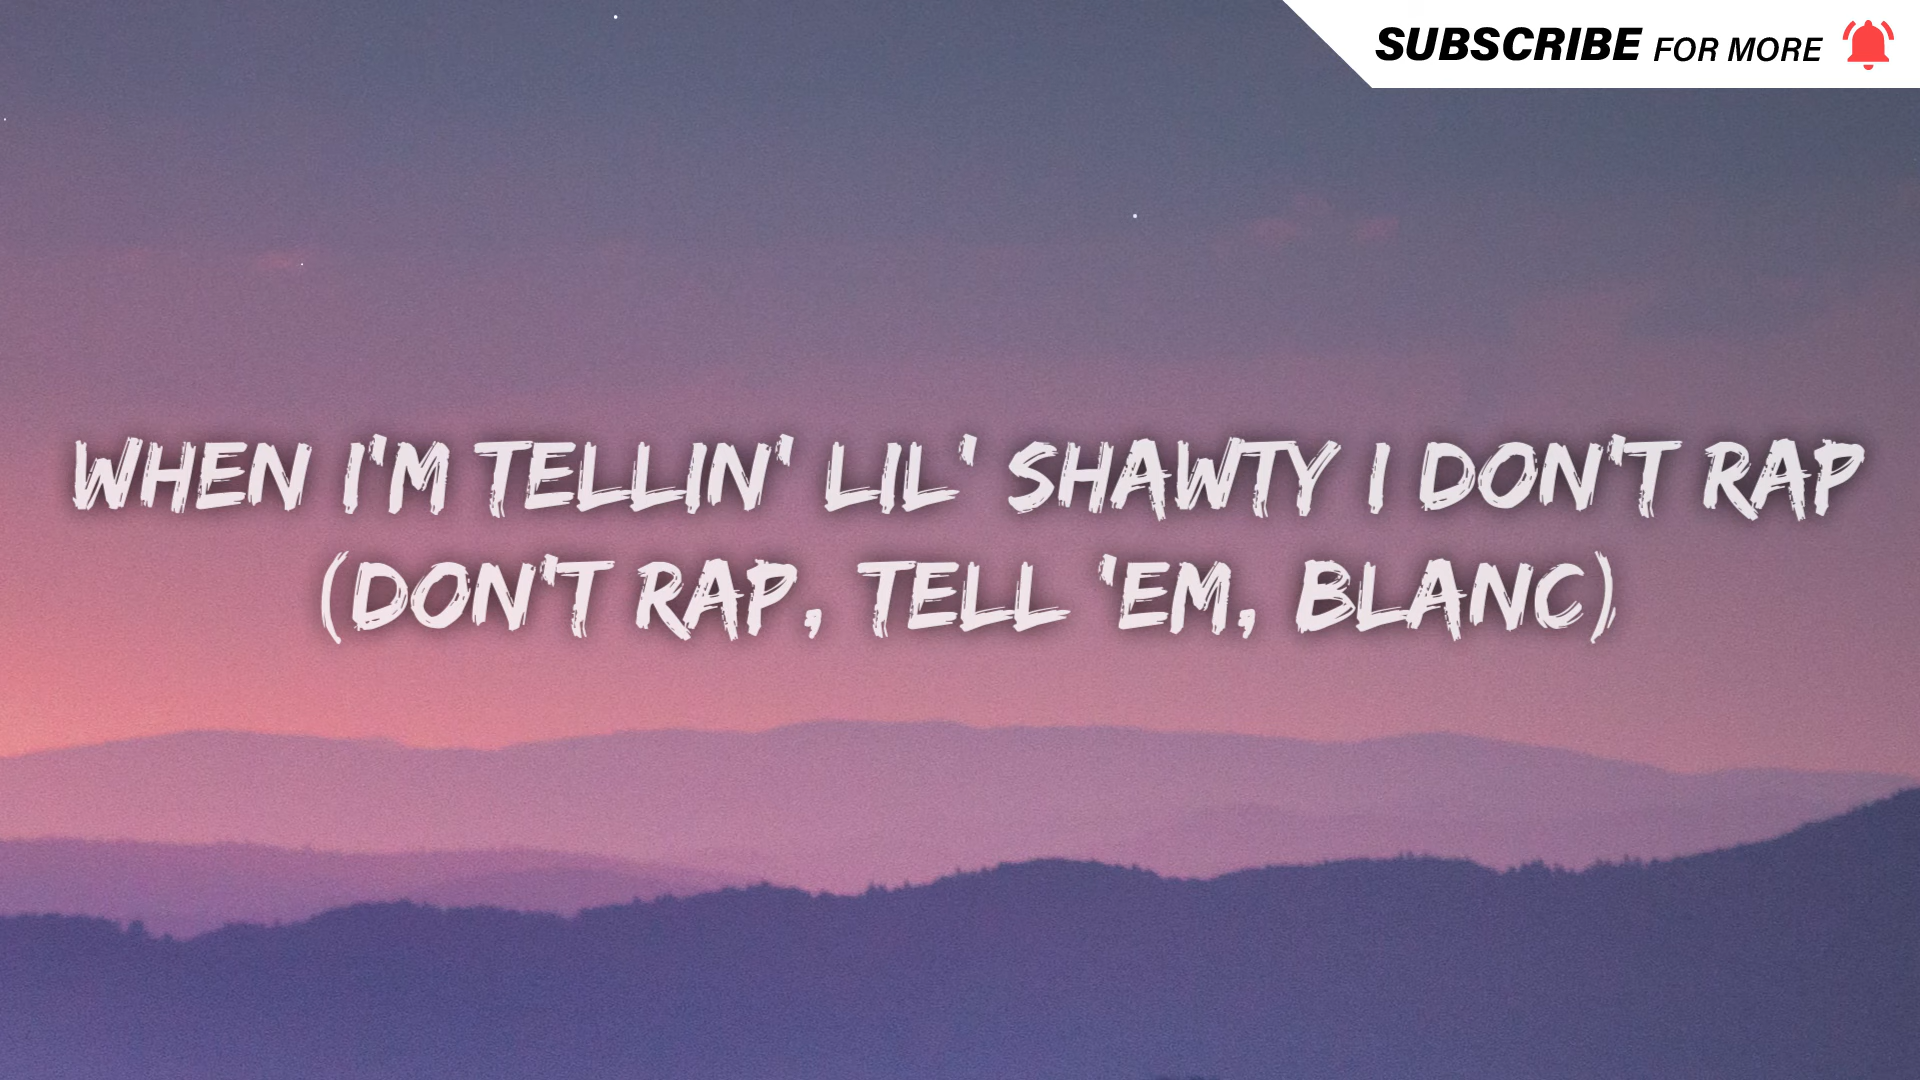 SUBSCRIBE FOR MORE
WHEN I'M TELLIN' LIL' SHAWTY I DON'T RAP
(DON'T RAP, TELL 'EM, BLANC)